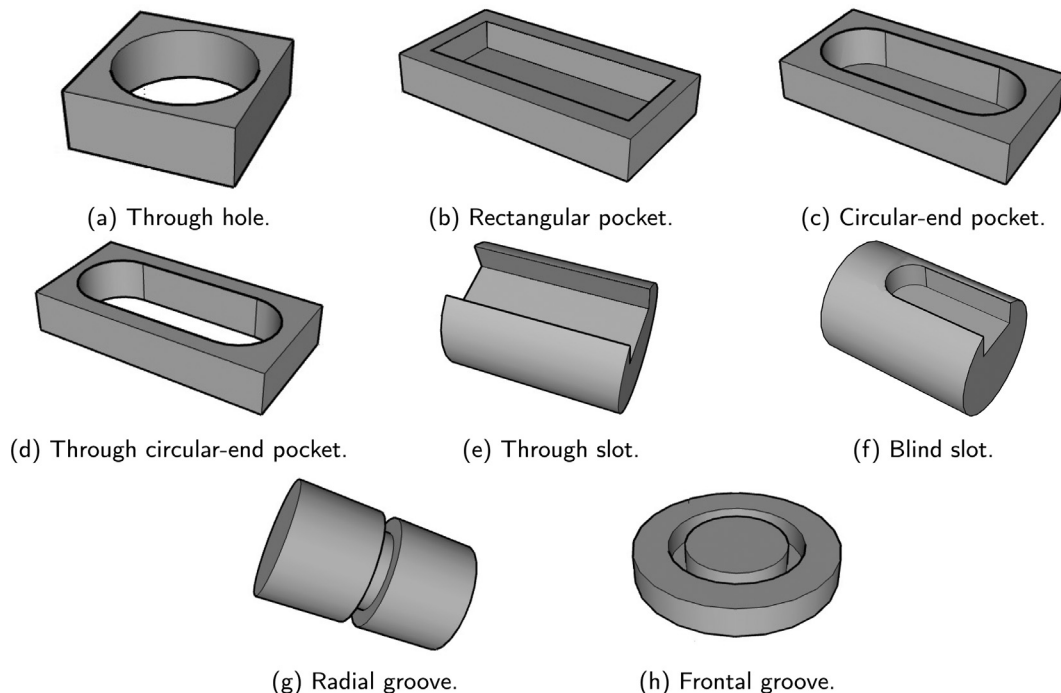 (a) Through hole.
(b) Rectangular pocket.
(c) Circular-end pocket.
(d) Through circular-end pocket.
(e) Through slot.
(f) Blind slot.
(g) Radial groove.
(h) Frontal groove.